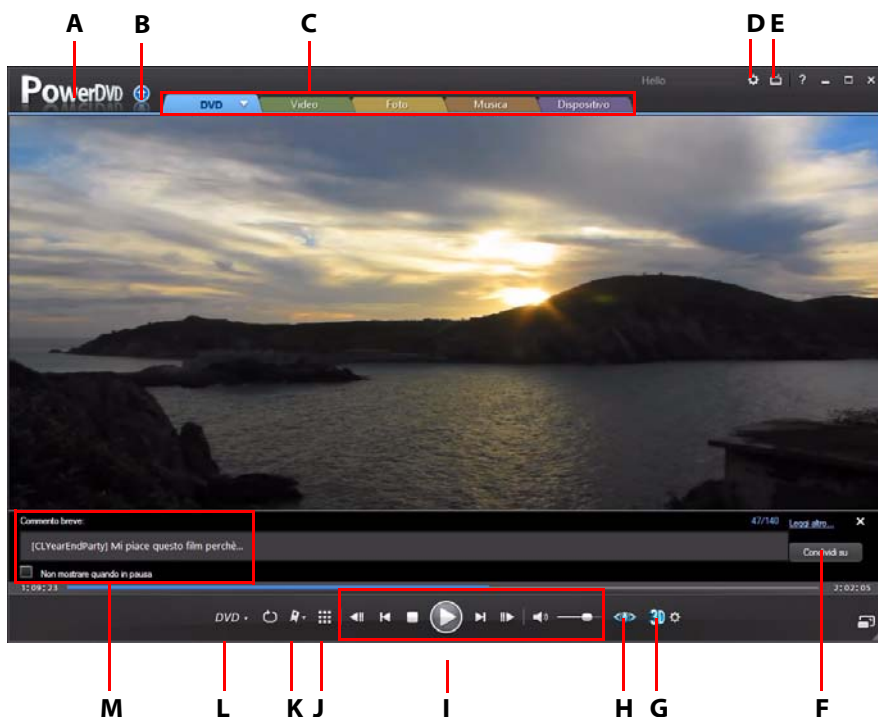 A B C D E
PowerDVD
Hello
?
DVD Video Foto Musica Dispositivo
Commento breve:
47/140 Leggi altro...
[CLYearEndParty] Mi piace questo film perchè...
Condividi su
Non mostrare quando in pausa
1:09:23 2:02:05
DVD 3D
M L K J I H G F